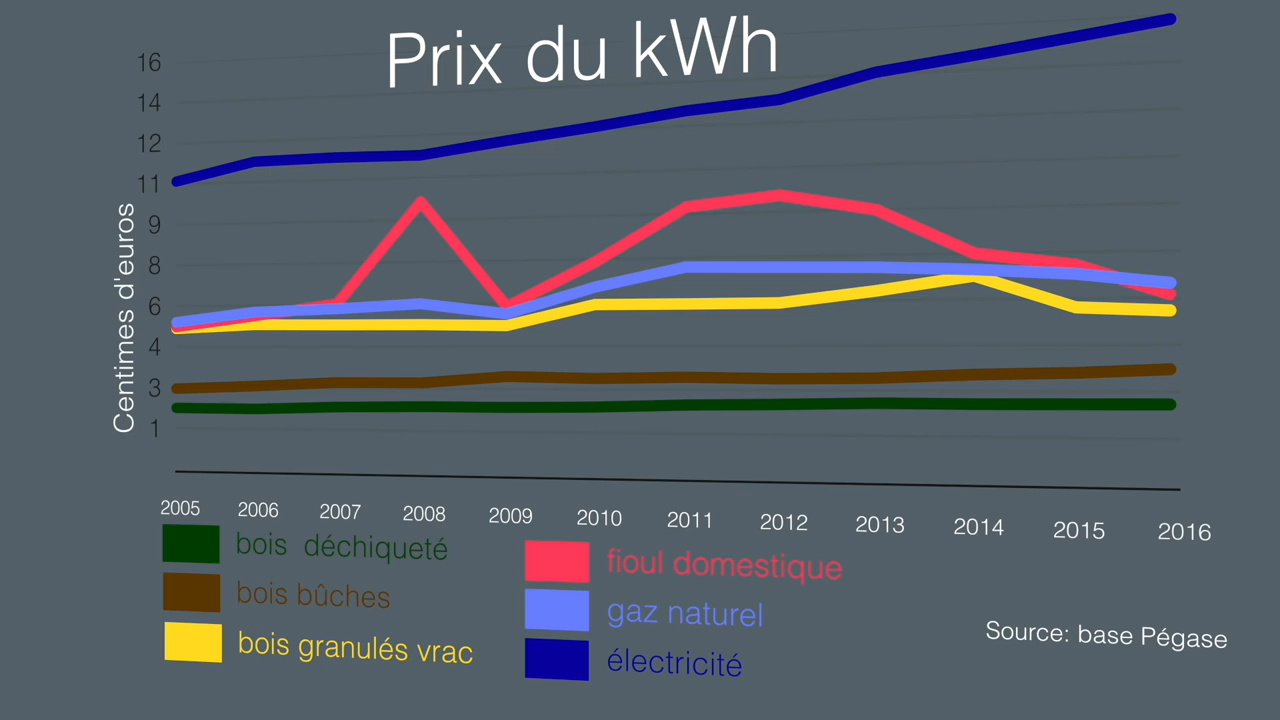 Prix du kWh
16
14
12
11
9
8
6
4
3
1
Centimes d'euros
2005 2006 2007 2008 2009 2010 2011 2012 2013 2014 2015 2016
bois déchiqueté
bois bûches
bois granulés vrac
fioul domestique
gaz naturel
électricité
Source: base Pégase